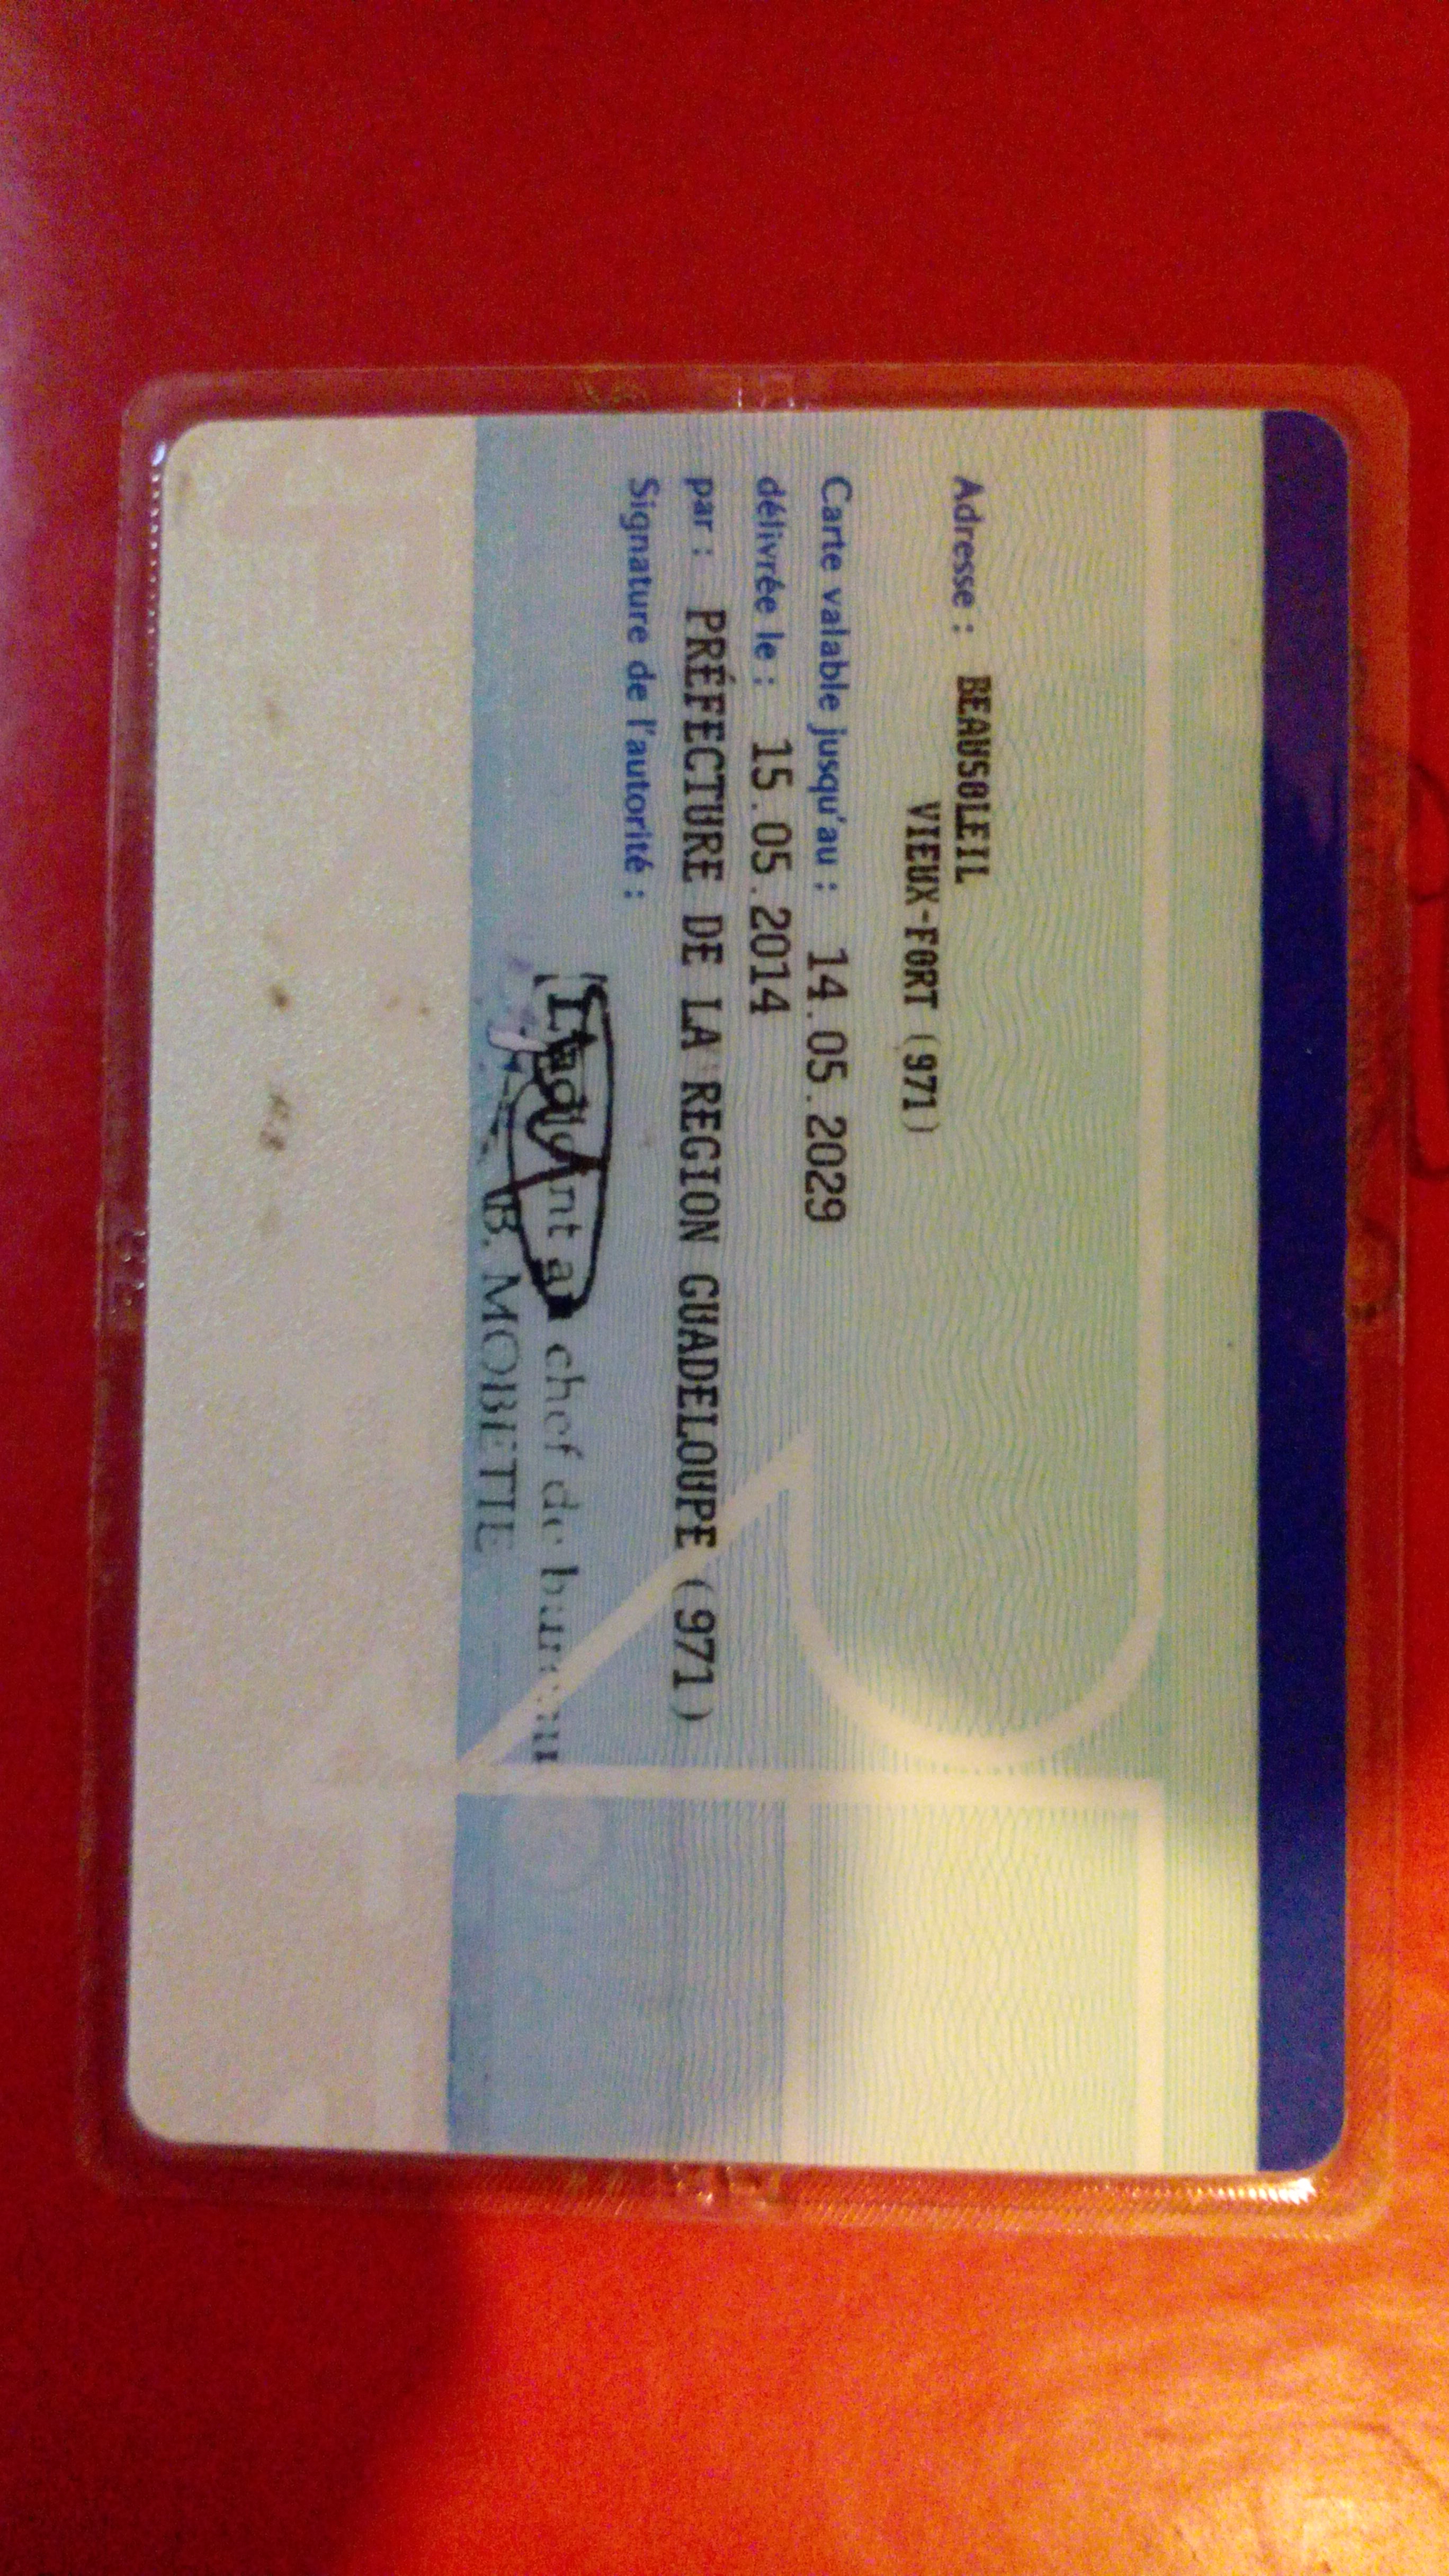 Adresse : BEAUSOLEIL
VIEUX-FORT (971)
Carte valable jusqu'au : 14.05.2029
délivrée le : 15.05.2014
par : PRÉFECTURE DE LA REGION GUADELOUPE (971)
Signature de l'autorité :
L'adjoint au chef de bureau
B. MOBETIE
RF